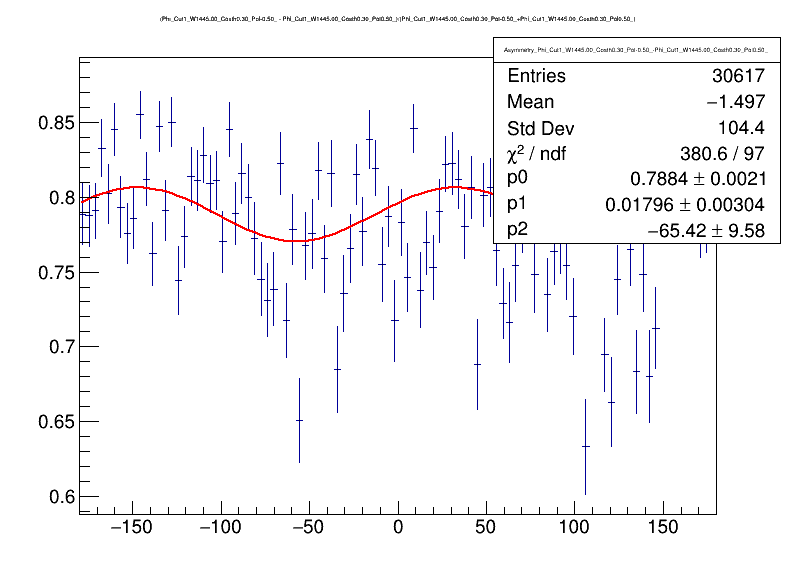 (Phi_Cut1_W1445.00_Costh0.30_Pol-0.50_ - Phi_Cut1_W1445.00_Costh0.30_Pol0.50_)/(Phi_Cut1_W1445.00_Costh0.30_Pol-0.50_+Phi_Cut1_W1445.00_Costh0.30_Pol0.50_)
Asymmetry_Phi_Cut1_W1445.00_Costh0.30_Pol-0.50_-Phi_Cut1_W1445.00_Costh0.30_Pol0.50_
Entries 30617
Mean −1.497
Std Dev 104.4
χ² / ndf 380.6 / 97
p0 0.7884 ± 0.0021
p1 0.01796 ± 0.00304
p2 −65.42 ± 9.58
0.85
0.8
0.75
0.7
0.65
0.6
−150 −100 −50 0 50 100 150